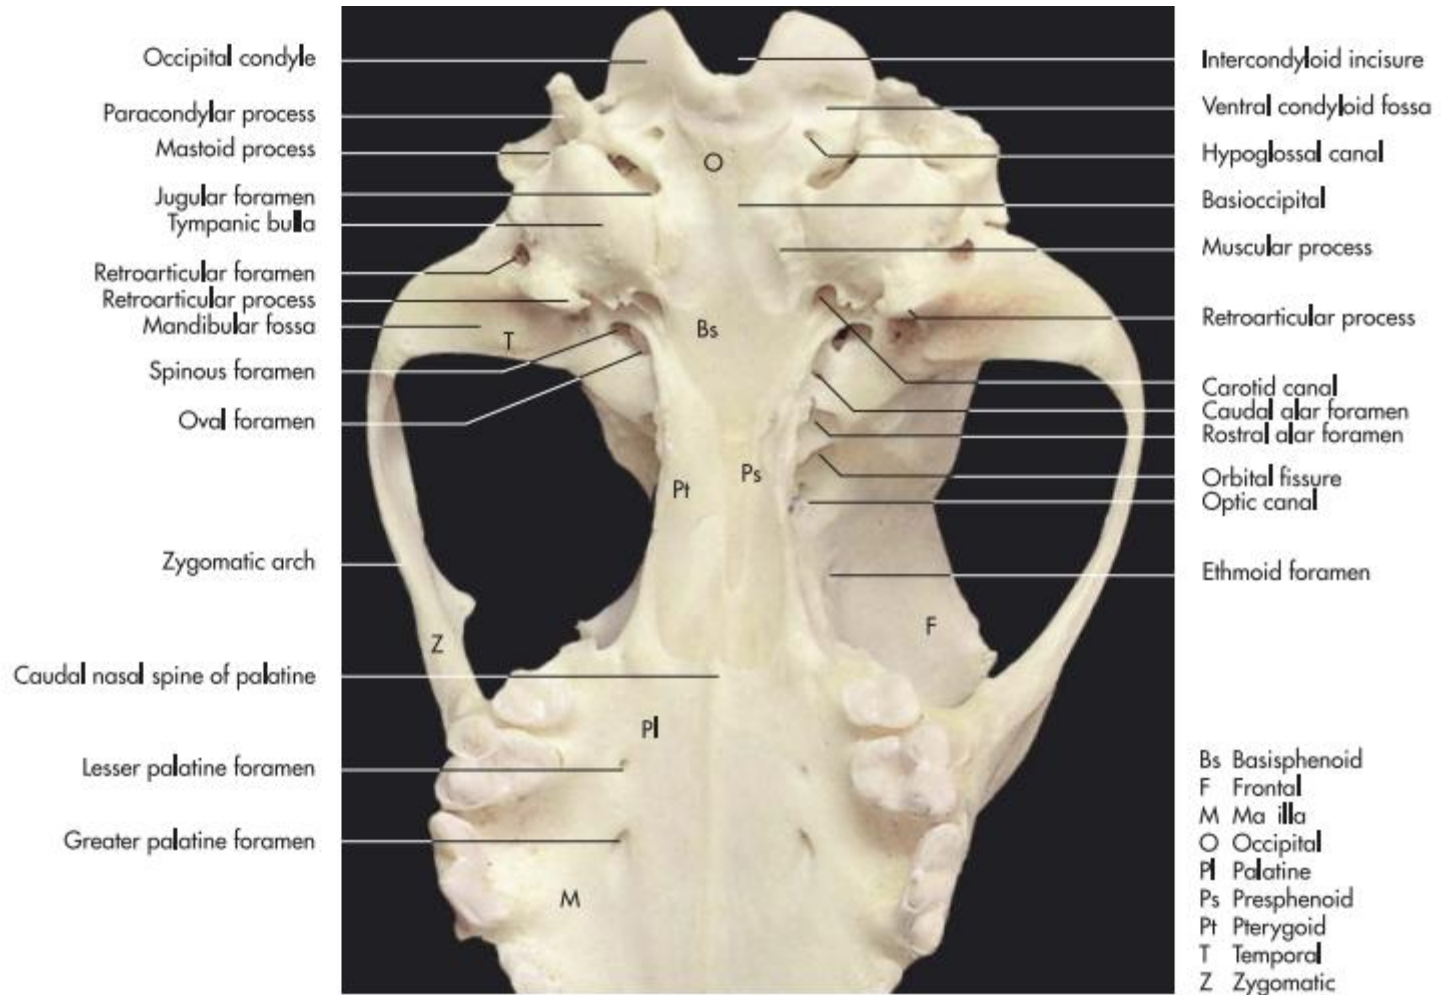 Occipital condyle
Paracondylar process
Mastoid process
Jugular foramen
Tympanic bulla
Retroarticular foramen
Retroarticular process
Mandibular fossa
Spinous foramen
Oval foramen
Zygomatic arch
Caudal nasal spine of palatine
Lesser palatine foramen
Greater palatine foramen
O
Bs
T
Pt
Ps
Z
F
Pl
M
Intercondyloid incisure
Ventral condyloid fossa
Hypoglossal canal
Basioccipital
Muscular process
Retroarticular process
Carotid canal
Caudal alar foramen
Rostral alar foramen
Orbital fissure
Optic canal
Ethmoid foramen
Bs Basisphenoid
F Frontal
M Ma illa
O Occipital
Pl Palatine
Ps Presphenoid
Pt Pterygoid
T Temporal
Z Zygomatic